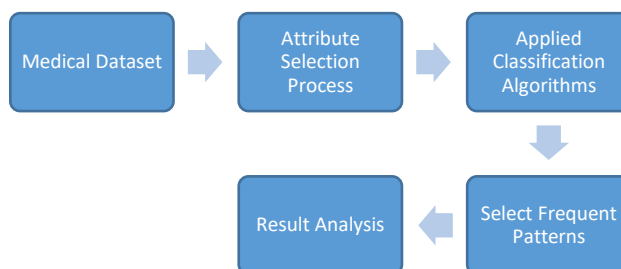 Medical Dataset
Attribute
Selection
Process
Applied
Classification
Algorithms
Select Frequent
Patterns
Result Analysis